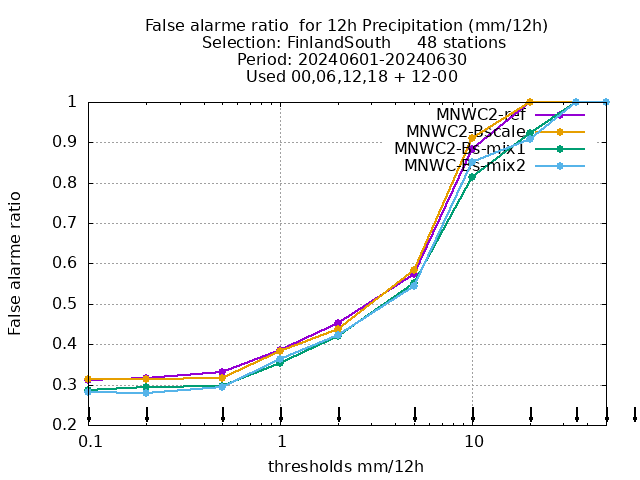 False alarme ratio  for 12h Precipitation (mm/12h)
Selection: FinlandSouth     48 stations
Period: 20240601-20240630
Used 00,06,12,18 + 12-00
MNWC2-ref
MNWC2-Bscale
MNWC2-Bs-mix1
MNWC-Bs-mix2
False alarme ratio
1
0.9
0.8
0.7
0.6
0.5
0.4
0.3
0.2
0.1
1
10
thresholds mm/12h